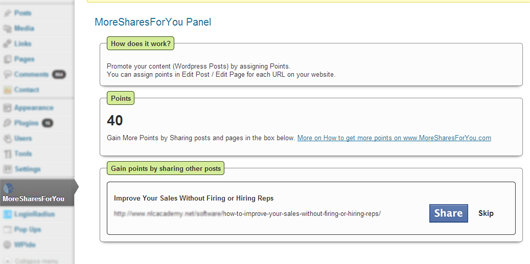 Posts
Media
Links
Pages
Comments
Contact
Appearance
Plugins
Users
Tools
Settings
MoreSharesForYou
LoginRadius
Pop Ups
WPide
Collapse menu
MoreSharesForYou Panel
How does it work?
Promote your content (Wordpress Posts) by assigning Points.
You can assign points in Edit Post / Edit Page for each URL on your website.
Points
40
Gain More Points by Sharing posts and pages in the box below. More on How to get more points on www.MoreSharesForYou.com
Gain points by sharing other posts
Improve Your Sales Without Firing or Hiring Reps
http://www.nlcacademy.net/software/how-to-improve-your-sales-without-firing-or-hiring-reps/
Share
Skip